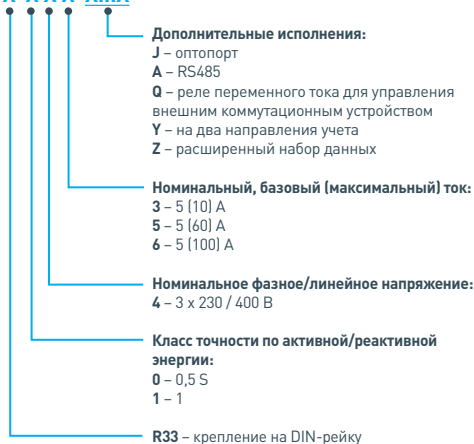 Дополнительные исполнения:
J – оптопорт
A – RS485
Q – реле переменного тока для управления
внешним коммутационным устройством
Y – на два направления учета
Z – расширенный набор данных
Номинальный, базовый (максимальный) ток:
3 – 5 (10) А
5 – 5 (60) А
6 – 5 (100) А
Номинальное фазное/линейное напряжение:
4 – 3 x 230 / 400 В
Класс точности по активной/реактивной
энергии:
0 – 0,5 S
1 – 1
R33 – крепление на DIN-рейку